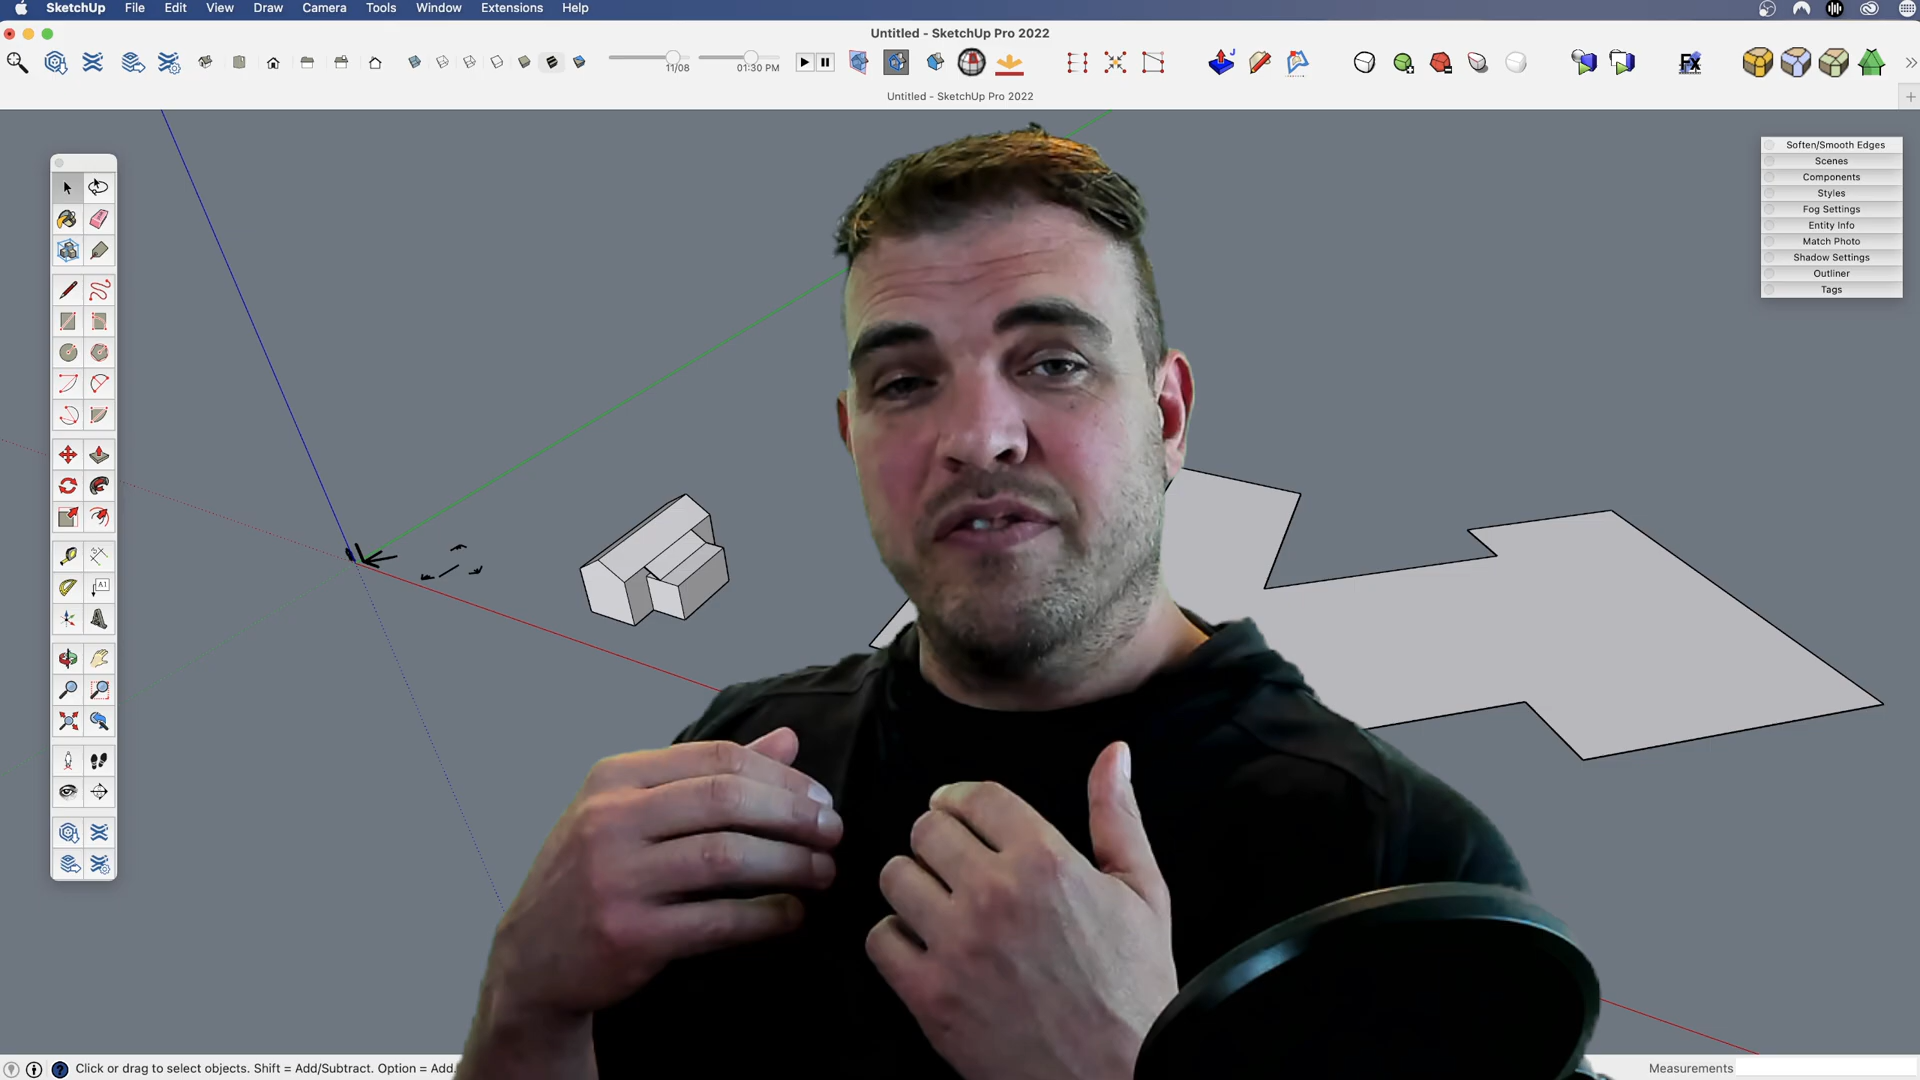 SketchUp File Edit View Draw Camera Tools Window Extensions Help
Untitled - SketchUp Pro 2022
11/08 01:30 PM
Fx
Untitled - SketchUp Pro 2022
Soften/Smooth Edges
Scenes
Components
Styles
Fog Settings
Entity Info
Match Photo
Shadow Settings
Outliner
Tags
A1
Click or drag to select objects. Shift = Add/Subtract. Option = Add.
Measurements